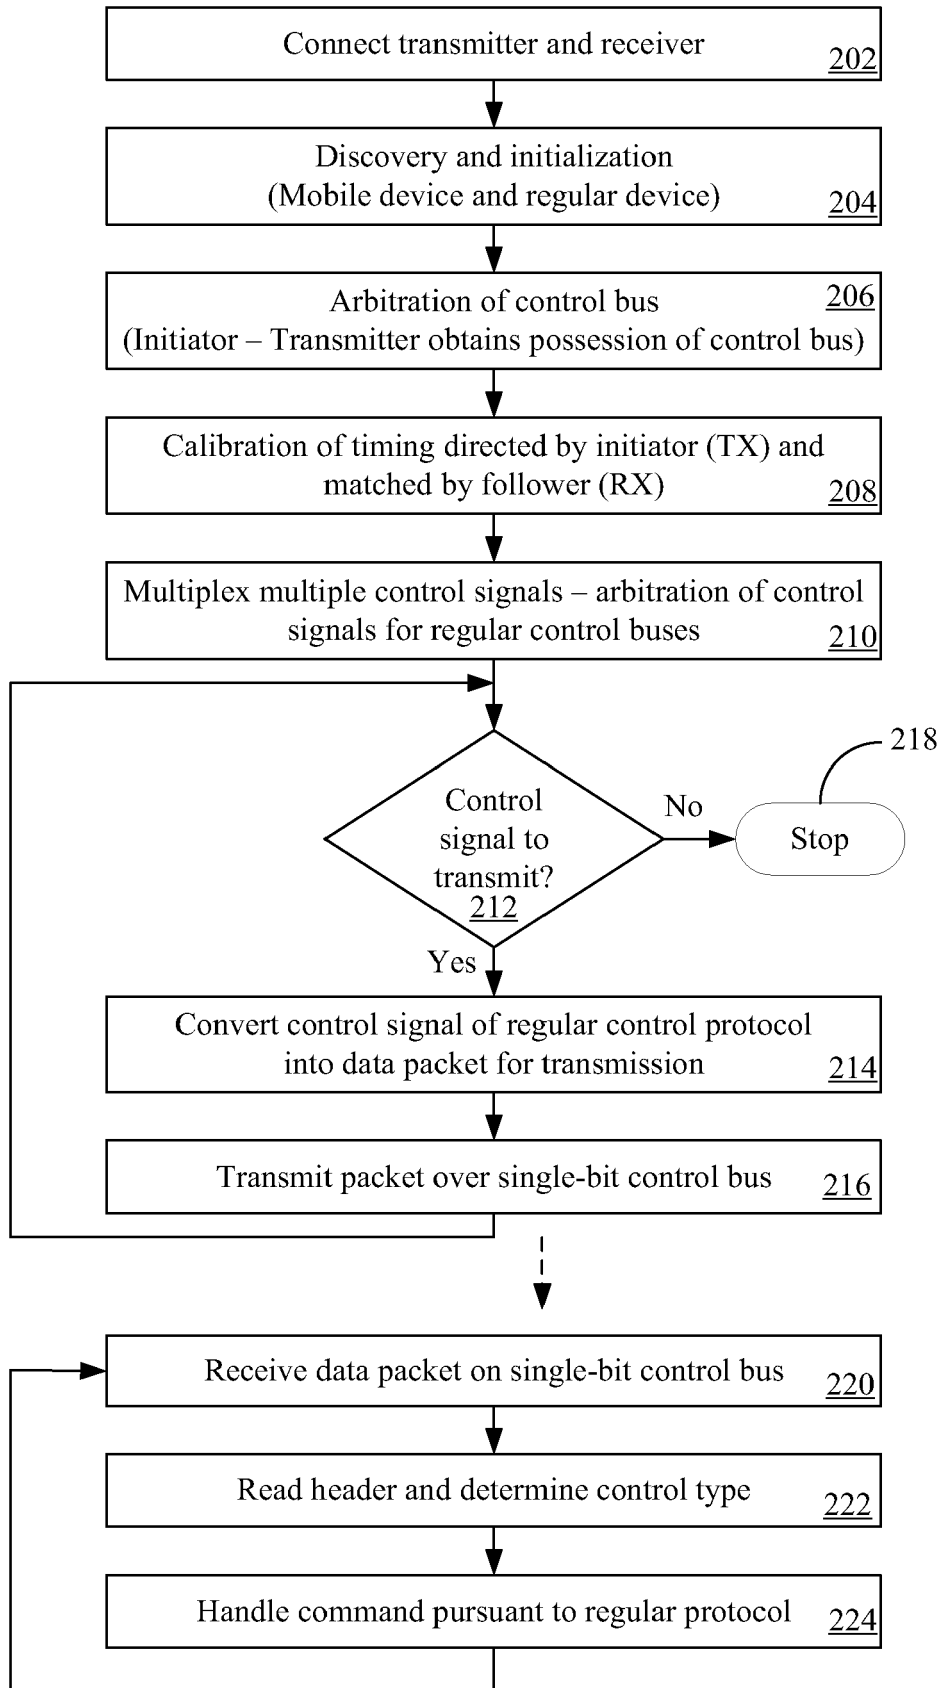 Connect transmitter and receiver
202
Discovery and initialization
(Mobile device and regular device)
204
Arbitration of control bus
206
(Initiator – Transmitter obtains possession of control bus)
Calibration of timing directed by initiator (TX) and
matched by follower (RX)
208
Multiplex multiple control signals – arbitration of control
signals for regular control buses
210
218
Control
signal to
transmit?
212
No
Stop
Yes
Convert control signal of regular control protocol
into data packet for transmission
214
Transmit packet over single-bit control bus
216
Receive data packet on single-bit control bus
220
Read header and determine control type
222
Handle command pursuant to regular protocol
224